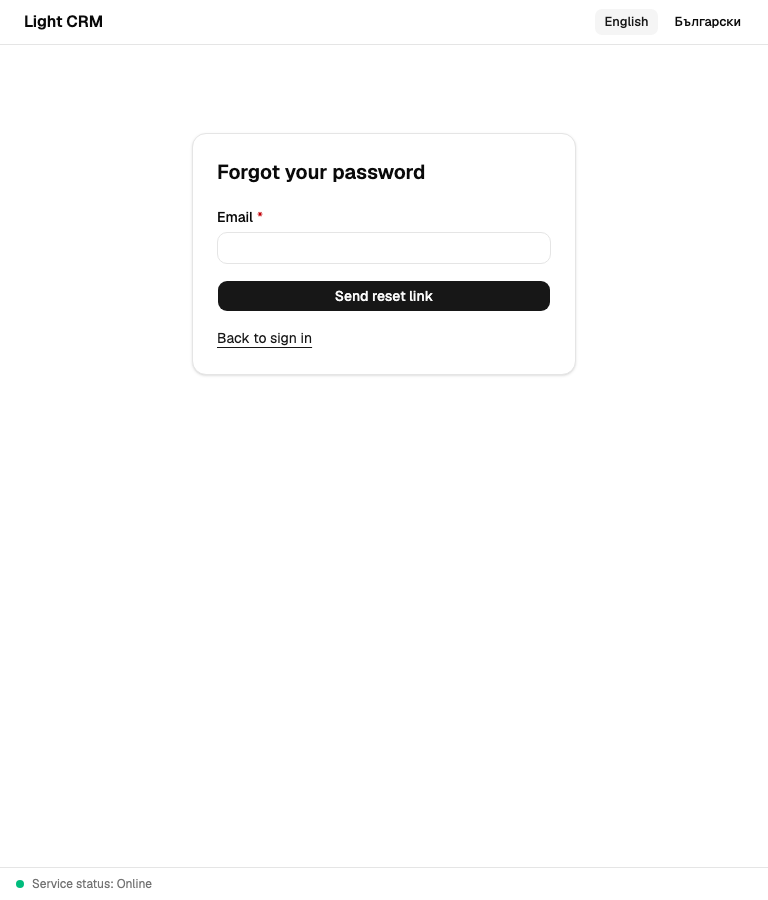 Light CRM
English
Български
Forgot your password
Email *
Send reset link
Back to sign in
Service status: Online